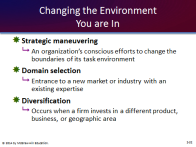 Changing the Environment
You are In
Strategic maneuvering
An organization's conscious efforts to change the
boundaries of its task environment
Domain selection
Entrance to a new market or industry with an
existing expertise
Diversification
Occurs when a firm invests in a different product,
business, or geographic area